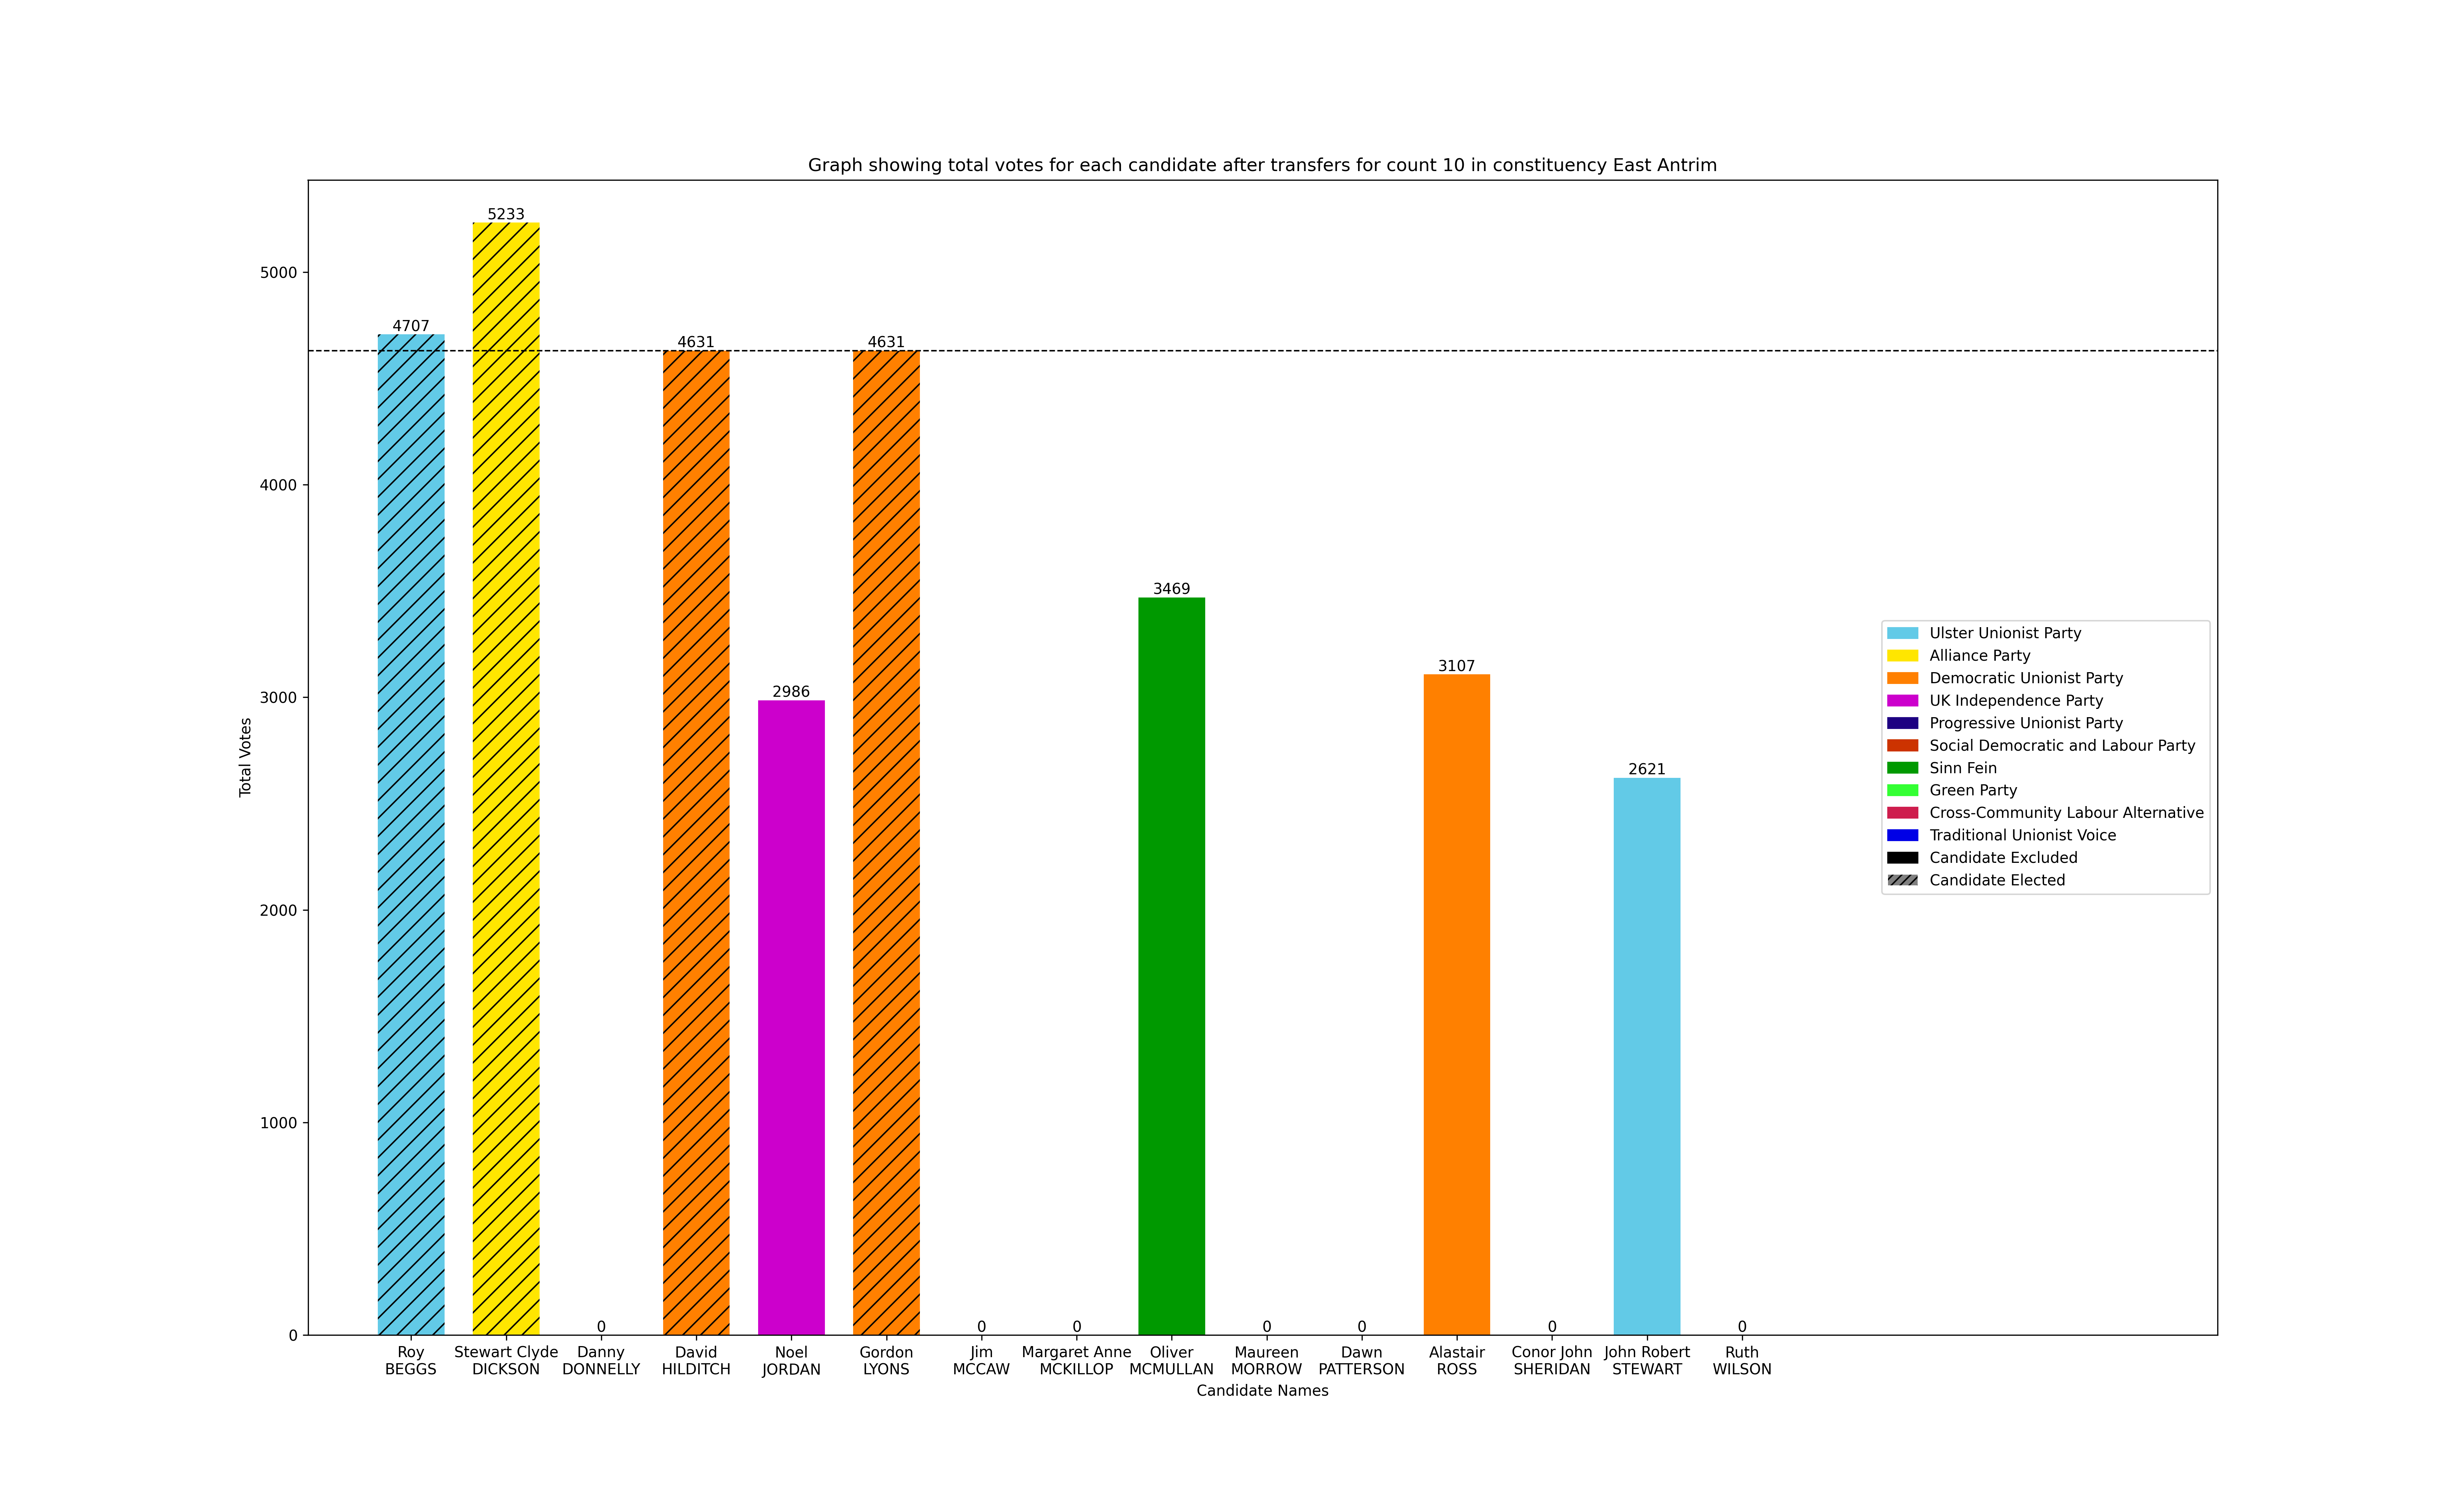 Graph showing total votes for each candidate after transfers for count 10 in constituency East Antrim
Total Votes
5000
4000
3000
2000
1000
0
4707
5233
0
4631
2986
4631
0
0
3469
0
0
3107
0
2621
0
Roy
BEGGS
Stewart Clyde
DICKSON
Danny
DONNELLY
David
HILDITCH
Noel
JORDAN
Gordon
LYONS
Jim
MCCAW
Margaret Anne
MCKILLOP
Oliver
MCMULLAN
Maureen
MORROW
Dawn
PATTERSON
Alastair
ROSS
Conor John
SHERIDAN
John Robert
STEWART
Ruth
WILSON
Candidate Names
Ulster Unionist Party
Alliance Party
Democratic Unionist Party
UK Independence Party
Progressive Unionist Party
Social Democratic and Labour Party
Sinn Fein
Green Party
Cross-Community Labour Alternative
Traditional Unionist Voice
Candidate Excluded
Candidate Elected